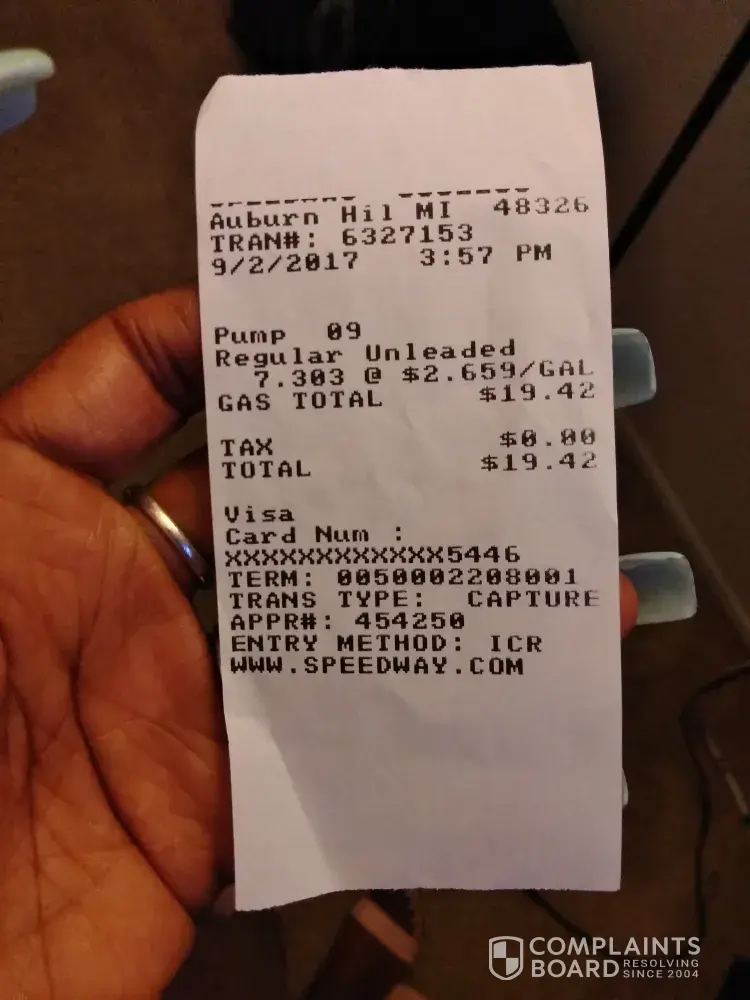 Auburn Hil MI 48326
TRAN#: 6327153
9/2/2017 3:57 PM
Pump 09
Regular Unleaded
7.303 @ $2.659/GAL
GAS TOTAL $19.42
TAX $0.00
TOTAL $19.42
Visa
Card Num :
XXXXXXXXXXXX5446
TERM: 0050002208001
TRANS TYPE: CAPTURE
APPR#: 454250
ENTRY METHOD: ICR
WWW.SPEEDWAY.COM
COMPLAINTS
BOARD RESOLVING
SINCE 2004